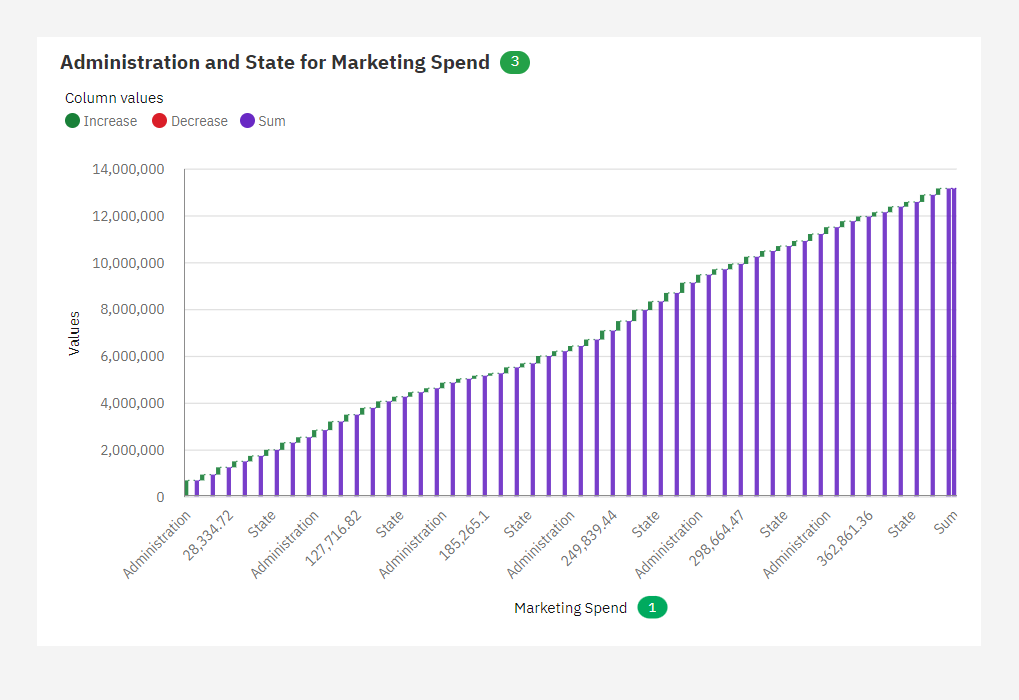 Administration and State for Marketing Spend 3
Column values
Increase Decrease Sum
14,000,000
12,000,000
10,000,000
8,000,000
6,000,000
4,000,000
2,000,000
0
Values
Administration
28,334.72
State
Administration
127,716.82
State
Administration
185,265.1
State
Administration
249,839.44
State
Administration
298,664.47
State
Administration
362,861.36
State
Sum
Marketing Spend 1